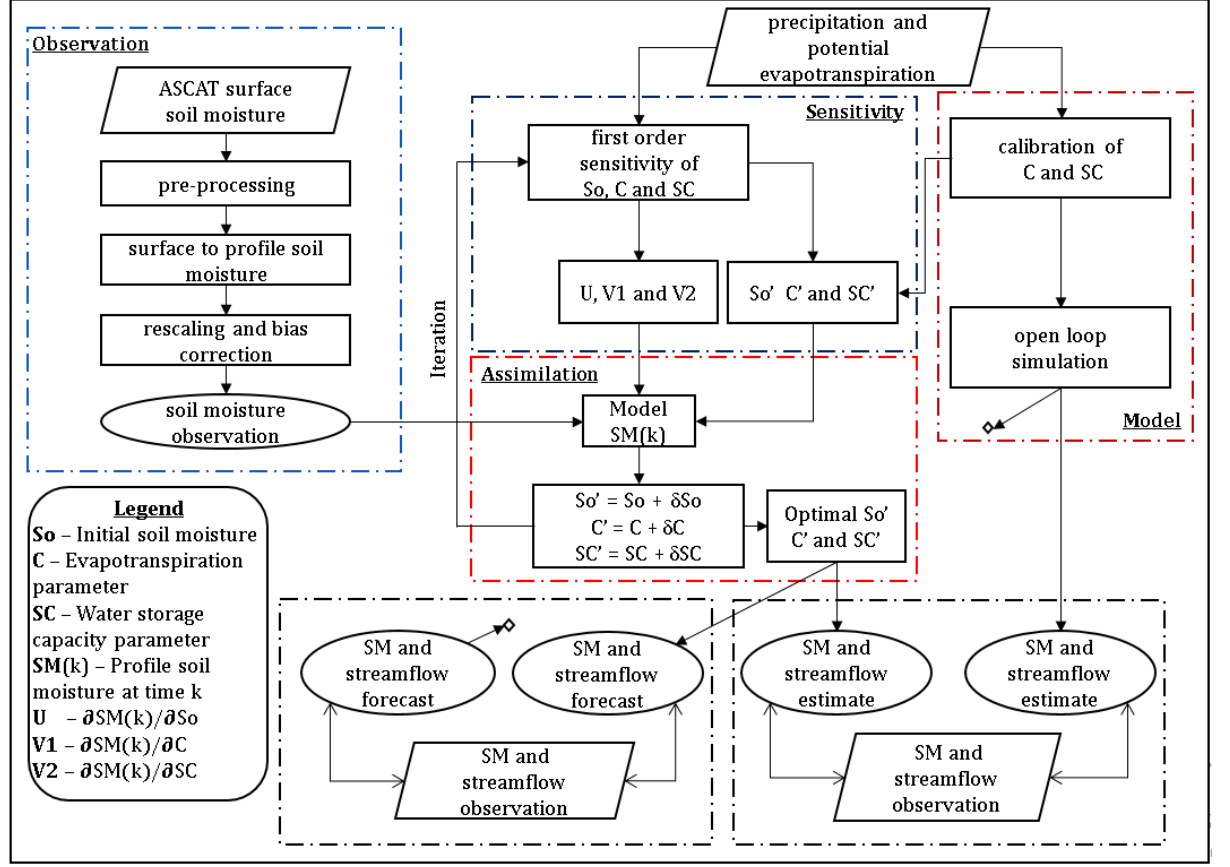 Observation
ASCAT surface
soil moisture
pre-processing
surface to profile soil
moisture
rescaling and bias
correction
soil moisture
observation
precipitation and
potential
evapotranspiration
Sensitivity
first order
sensitivity of
So, C and SC
U, V1 and V2
So’ C’ and SC’
Iteration
calibration of
C and SC
open loop
simulation
Model
Assimilation
Model
SM(k)
So’ = So + δSo
C’ = C + δC
SC’ = SC + δSC
Optimal So’
C’ and SC’
Legend
So – Initial soil moisture
C – Evapotranspiration
parameter
SC – Water storage
capacity parameter
SM(k) – Profile soil
moisture at time k
U – ∂SM(k)/∂So
V1 – ∂SM(k)/∂C
V2 – ∂SM(k)/∂SC
SM and
streamflow
forecast
SM and
streamflow
forecast
SM and
streamflow
observation
SM and
streamflow
estimate
SM and
streamflow
estimate
SM and
streamflow
observation